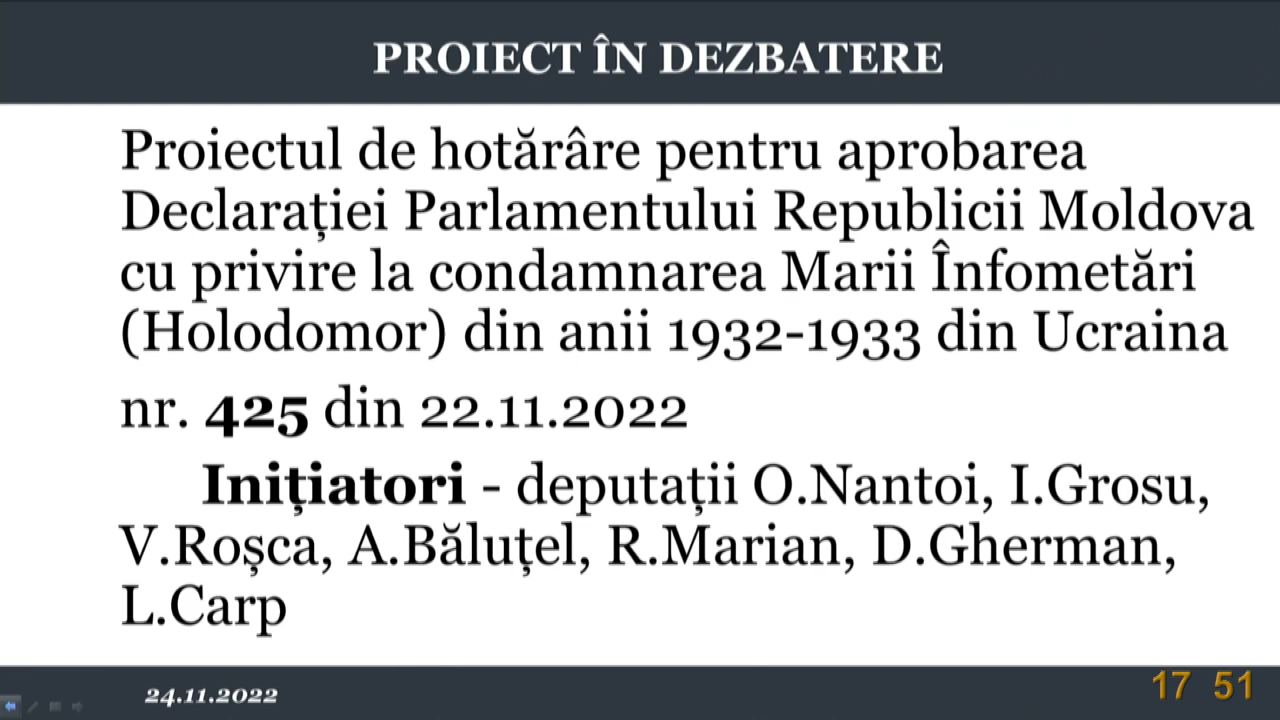 PROIECT ÎN DEZBATERE
Proiectul de hotărâre pentru aprobarea
Declarației Parlamentului Republicii Moldova
cu privire la condamnarea Marii Înfometări
(Holodomor) din anii 1932-1933 din Ucraina
nr. 425 din 22.11.2022
Inițiatori - deputații O.Nantoi, I.Grosu,
V.Roșca, A.Băluțel, R.Marian, D.Gherman,
L.Carp
24.11.2022
17 51